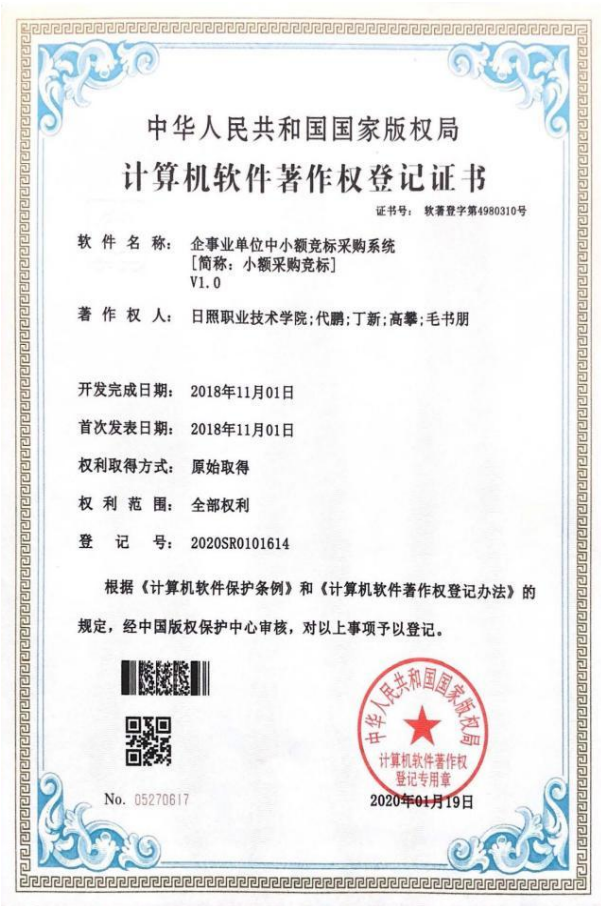 中华人民共和国国家版权局
计算机软件著作权登记证书
证书号： 软著登字第4980310号
软件名称： 企事业单位中小额竞标采购系统
[简称：小额采购竞标]
V1.0
著作权人： 日照职业技术学院;代鹏;丁新;高攀;毛书朋
开发完成日期： 2018年11月01日
首次发表日期： 2018年11月01日
权利取得方式： 原始取得
权利范围： 全部权利
登记号： 2020SR0101614
根据《计算机软件保护条例》和《计算机软件著作权登记办法》的
规定，经中国版权保护中心审核，对以上事项予以登记。
中华人民共和国国家版权局
计算机软件著作权
登记专用章
No. 05270617
2020年01月19日